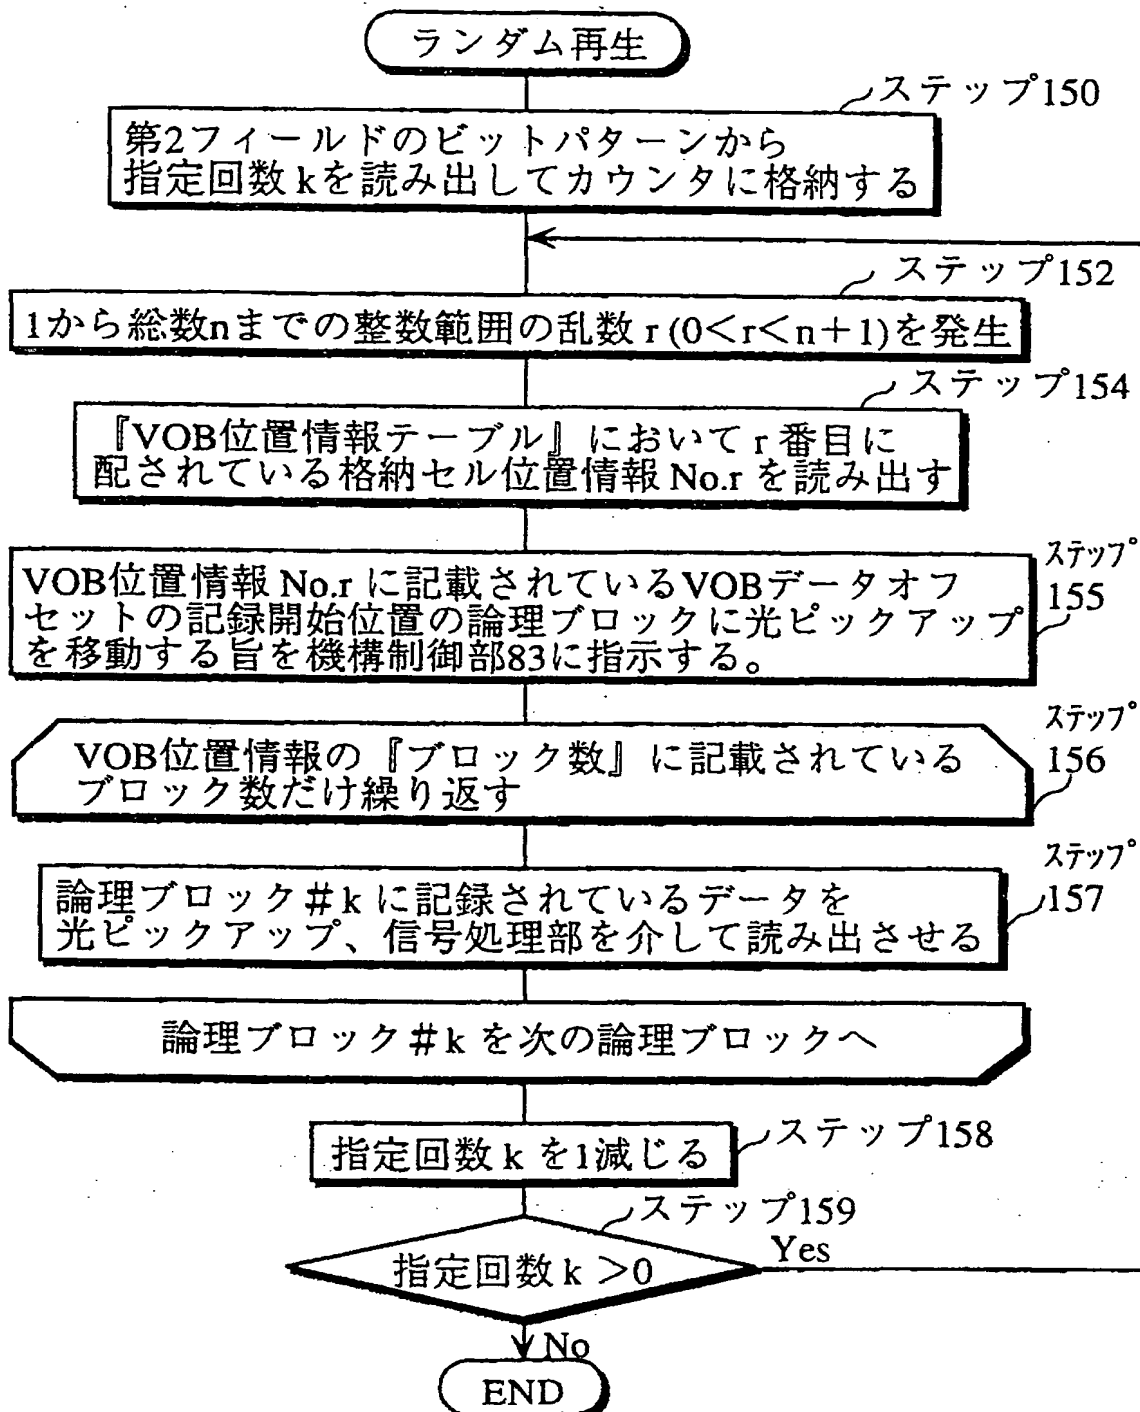 ランダム再生
ステップ150
第2フィールドのビットパターンから
指定回数kを読み出してカウンタに格納する
ステップ152
1から総数nまでの整数範囲の乱数r(0<r<n+1)を発生
ステップ154
『VOB位置情報テーブル』においてr番目に
配されている格納セル位置情報No.rを読み出す
ステップ
155
VOB位置情報No.rに記載されているVOBデータオフ
セットの記録開始位置の論理ブロックに光ピックアップ
を移動する旨を機構制御部83に指示する。
ステップ
156
VOB位置情報の『ブロック数』に記載されている
ブロック数だけ繰り返す
ステップ
157
論理ブロック#kに記録されているデータを
光ピックアップ、信号処理部を介して読み出させる
論理ブロック#kを次の論理ブロックへ
指定回数kを1減じる
ステップ158
ステップ159
指定回数k>0
Yes
No
END